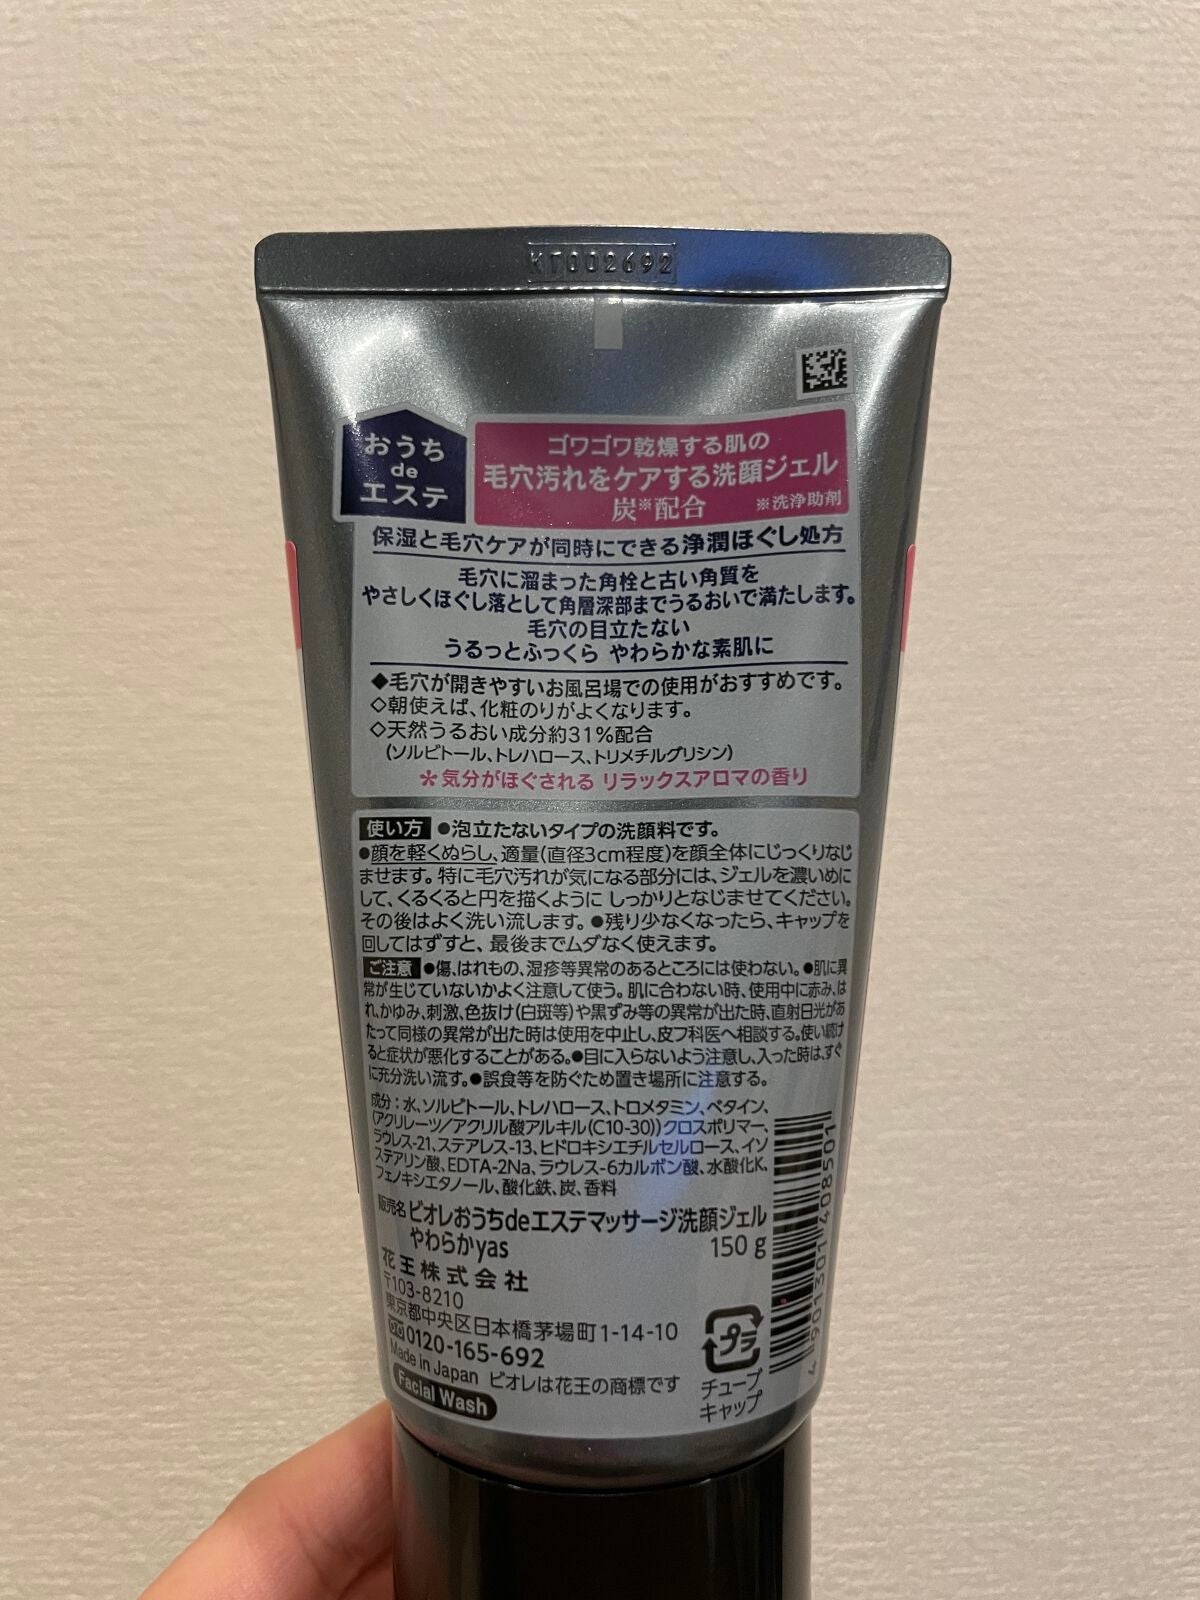 KT002692
おうち
de
エステ
ゴワゴワ乾燥する肌の
毛穴汚れをケアする洗顔ジェル
炭※配合 ※洗浄助剤
保湿と毛穴ケアが同時にできる浄潤ほぐし処方
毛穴に溜まった角栓と古い角質を
やさしくほぐし落として角層深部までうるおいで満たします。
毛穴の目立たない
うるっとふっくら やわらかな素肌に
◆毛穴が開きやすいお風呂場での使用がおすすめです。
◇朝使えば、化粧のりがよくなります。
◇天然うるおい成分約31%配合
(ソルビトール、トレハロース、トリメチルグリシン)
＊気分がほぐされる リラックスアロマの香り
使い方 ●泡立たないタイプの洗顔料です。
●顔を軽くぬらし、適量(直径3cm程度)を顔全体にじっくりなじ
ませます。特に毛穴汚れが気になる部分には、ジェルを濃いめに
して、くるくると円を描くように しっかりとなじませてください。
その後はよく洗い流します。●残り少なくなったら、キャップを
回してはずすと、最後までムダなく使えます。
ご注意 ●傷、はれもの、湿疹等異常のあるところには使わない。●肌に異
常が生じていないかよく注意して使う。肌に合わない時、使用中に赤み、は
れ、かゆみ、刺激、色抜け(白斑等)や黒ずみ等の異常が出た時、直射日光があ
たって同様の異常が出た時は使用を中止し、皮フ科医へ相談する。使い続け
ると症状が悪化することがある。●目に入らないよう注意し、入った時は、すぐ
に充分洗い流す。●誤食等を防ぐため置き場所に注意する。
成分：水、ソルビトール、トレハロース、トロメタミン、ベタイン、
(アクリレーツ/アクリル酸アルキル(C10-30))クロスポリマー、
ラウレス-21、ステアレス-13、ヒドロキシエチルセルロース、イソ
ステアリン酸、EDTA-2Na、ラウレス-6カルボン酸、水酸化K、
フェノキシエタノール、酸化鉄、炭、香料
販売名 ビオレおうちdeエステマッサージ洗顔ジェル
やわらかyas 150 g
花王株式会社
〒103-8210
東京都中央区日本橋茅場町1-14-10
0120-165-692
Made in Japan ビオレは花王の商標です
Facial Wash
プラ
チューブ
キャップ
4 901301 408501